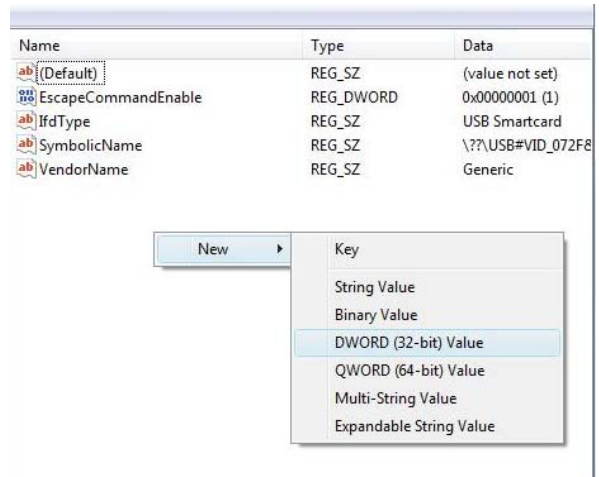 Name Type Data
(Default) REG_SZ (value not set)
EscapeCommandEnable REG_DWORD 0x00000001 (1)
IfdType REG_SZ USB Smartcard
SymbolicName REG_SZ \??\USB#VID_072F&
VendorName REG_SZ Generic
New Key
String Value
Binary Value
DWORD (32-bit) Value
QWORD (64-bit) Value
Multi-String Value
Expandable String Value